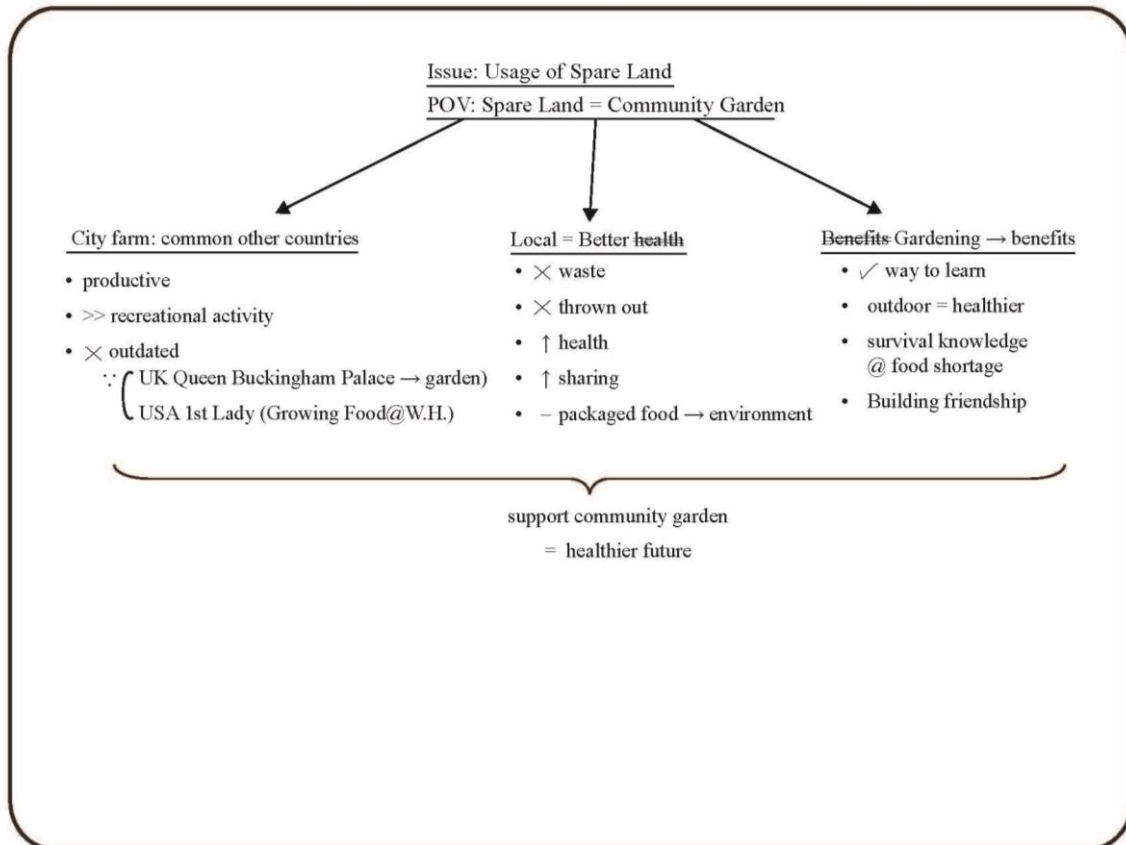 Issue: Usage of Spare Land
POV: Spare Land = Community Garden
City farm: common other countries
• productive
• >> recreational activity
• × outdated
∵ UK Queen Buckingham Palace → garden)
USA 1st Lady (Growing Food@W.H.)
Local = Better health
• × waste
• × thrown out
• ↑ health
• ↑ sharing
• – packaged food → environment
Benefits Gardening → benefits
• ✓ way to learn
• outdoor = healthier
• survival knowledge
@ food shortage
• Building friendship
support community garden
= healthier future